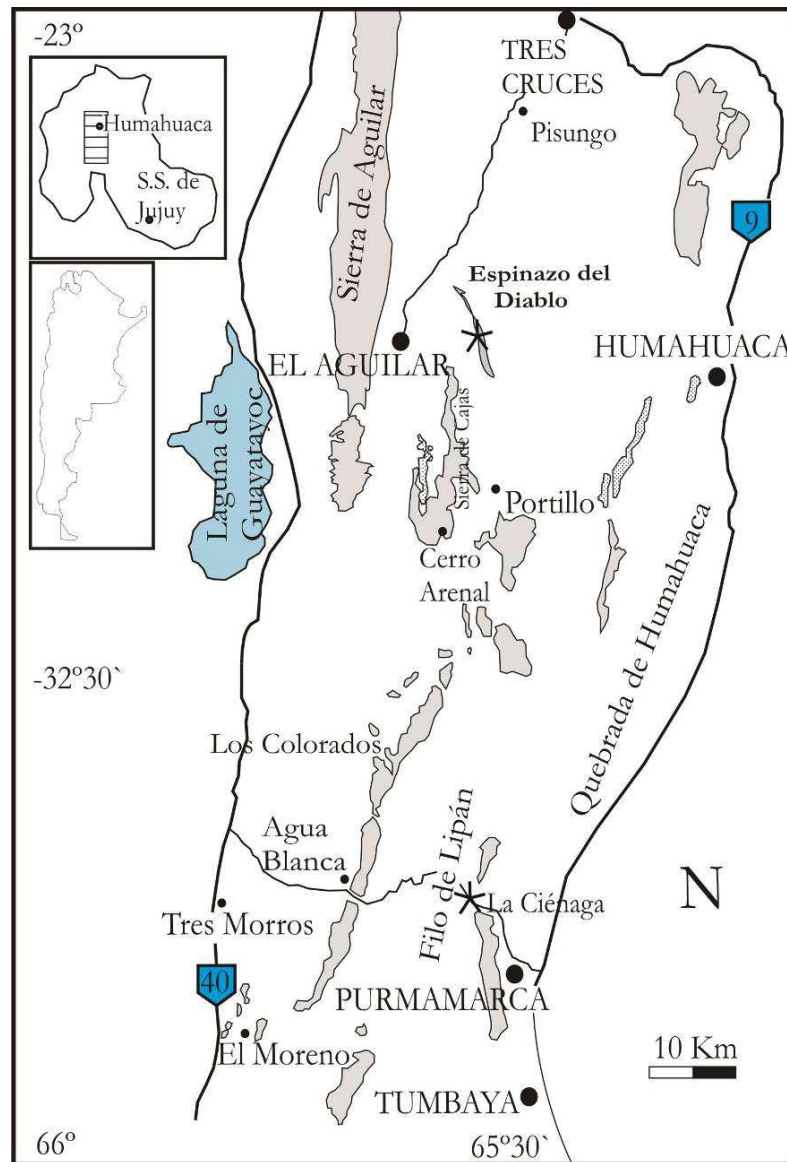 -23º
TRES
CRUCES
Pisungo
Humahuaca
S.S. de
Jujuy
Sierra de Aguilar
9
Espinazo del
Diablo
EL AGUILAR
HUMAHUACA
Laguna de
Guayatayoc
Sierra de Cajas
Portillo
Cerro
Arenal
Quebrada de Humahuaca
-32º30`
Los Colorados
Agua
Blanca
Filo de Lipán
N
La Ciénaga
Tres Morros
40
PURMAMARCA
El Moreno
10 Km
TUMBAYA
66º
65º30`